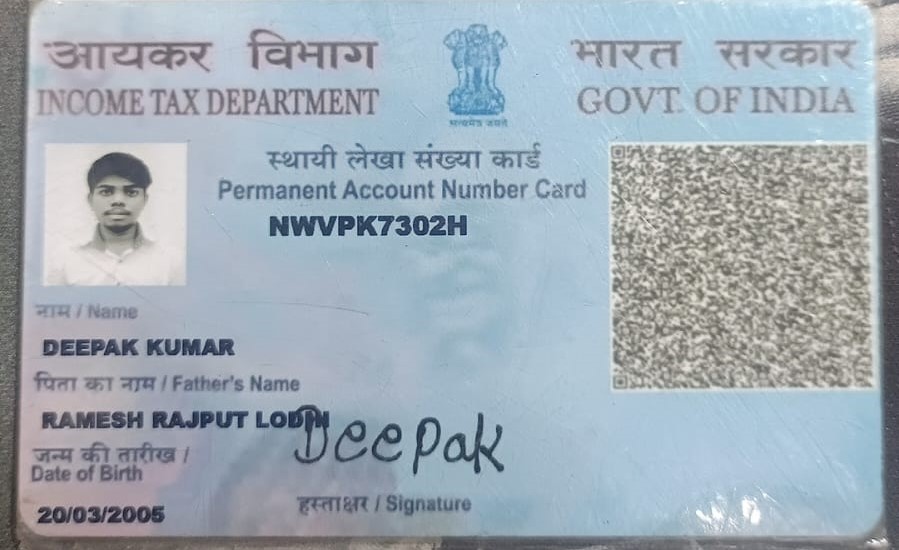 आयकर विभाग
INCOME TAX DEPARTMENT
सत्यमेव जयते
भारत सरकार
GOVT. OF INDIA
स्थायी लेखा संख्या कार्ड
Permanent Account Number Card
NWVPK7302H
नाम / Name
DEEPAK KUMAR
पिता का नाम / Father's Name
RAMESH RAJPUT
Deepak
जन्म की तारीख /
Date of Birth
20/03/2005
हस्ताक्षर / Signature